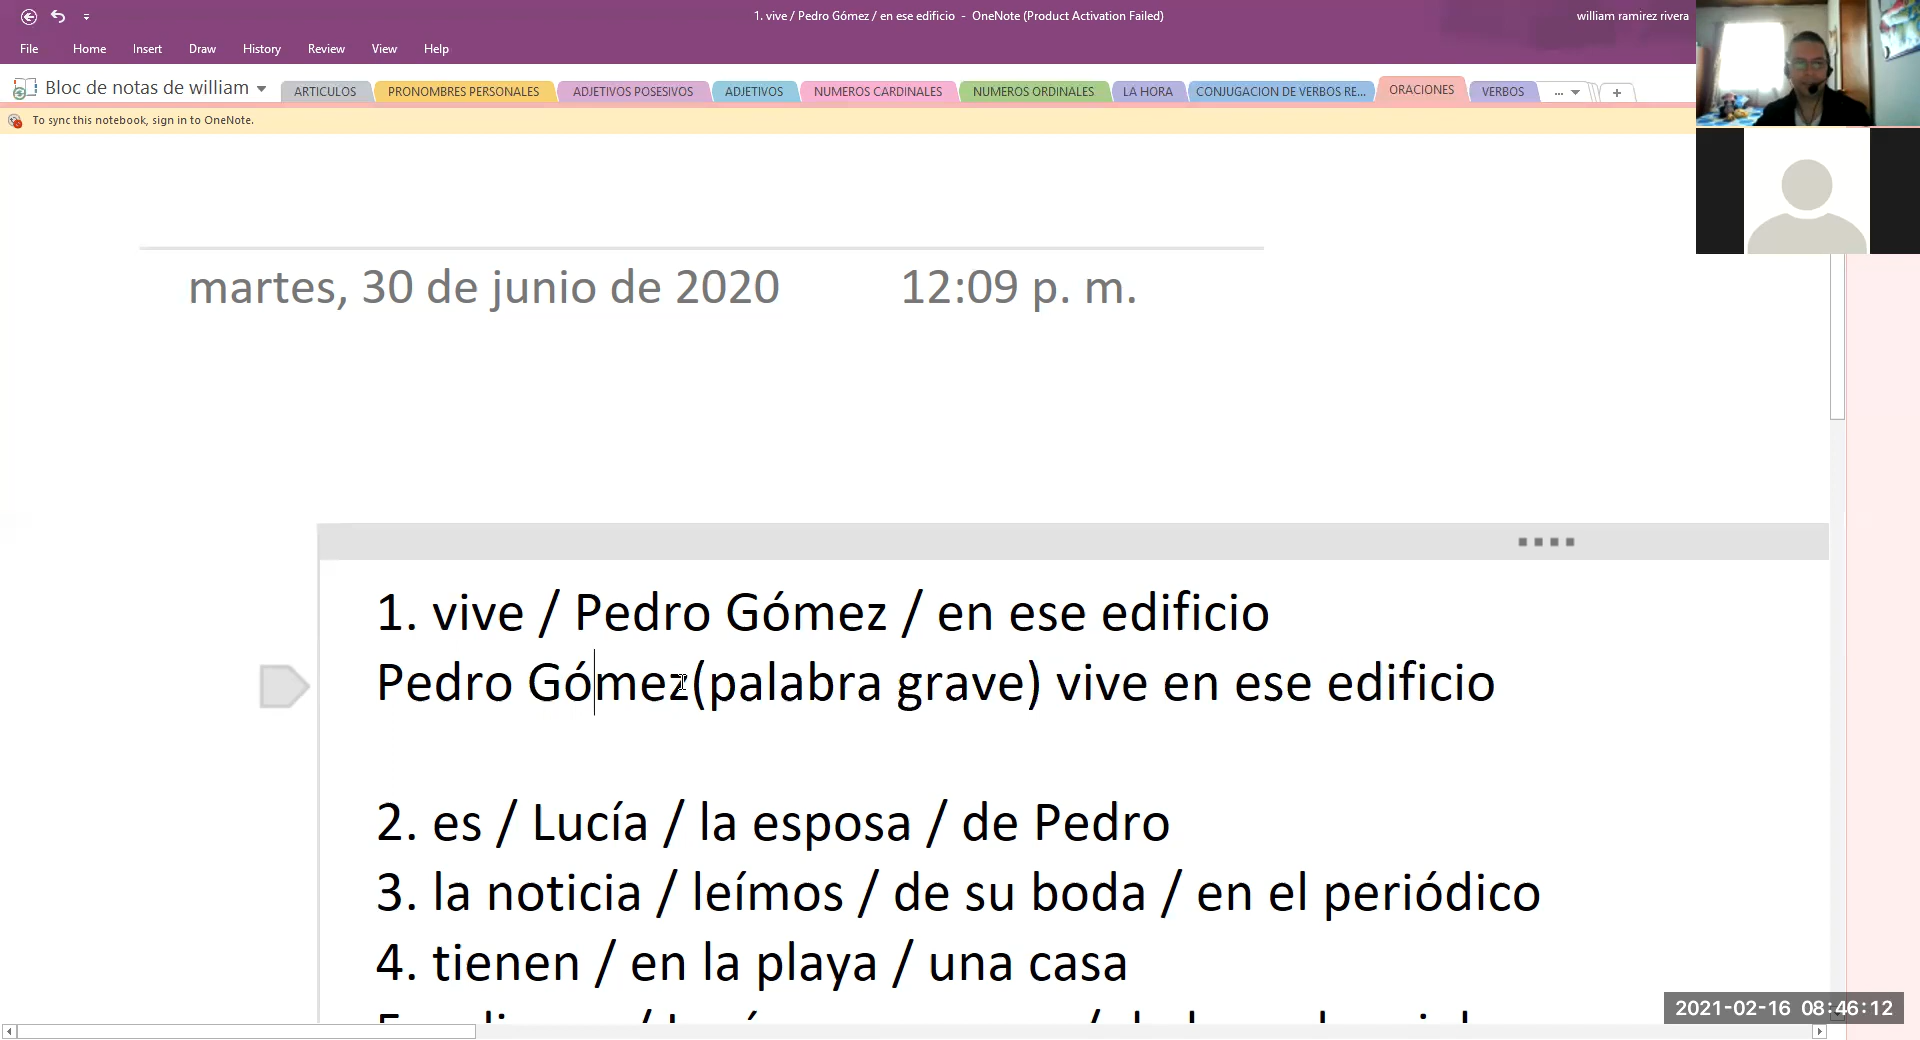 1. vive / Pedro Gómez / en ese edificio - OneNote (Product Activation Failed)
william ramirez rivera
File Home Insert Draw History Review View Help
Bloc de notas de william
ARTICULOS PRONOMBRES PERSONALES ADJETIVOS POSESIVOS ADJETIVOS NUMEROS CARDINALES NUMEROS ORDINALES LA HORA CONJUGACION DE VERBOS RE... ORACIONES VERBOS ...
To sync this notebook, sign in to OneNote.
martes, 30 de junio de 2020 12:09 p. m.
1. vive / Pedro Gómez / en ese edificio
Pedro Gómez(palabra grave) vive en ese edificio
2. es / Lucía / la esposa / de Pedro
3. la noticia / leímos / de su boda / en el periódico
4. tienen / en la playa / una casa
2021-02-16 08:46:12